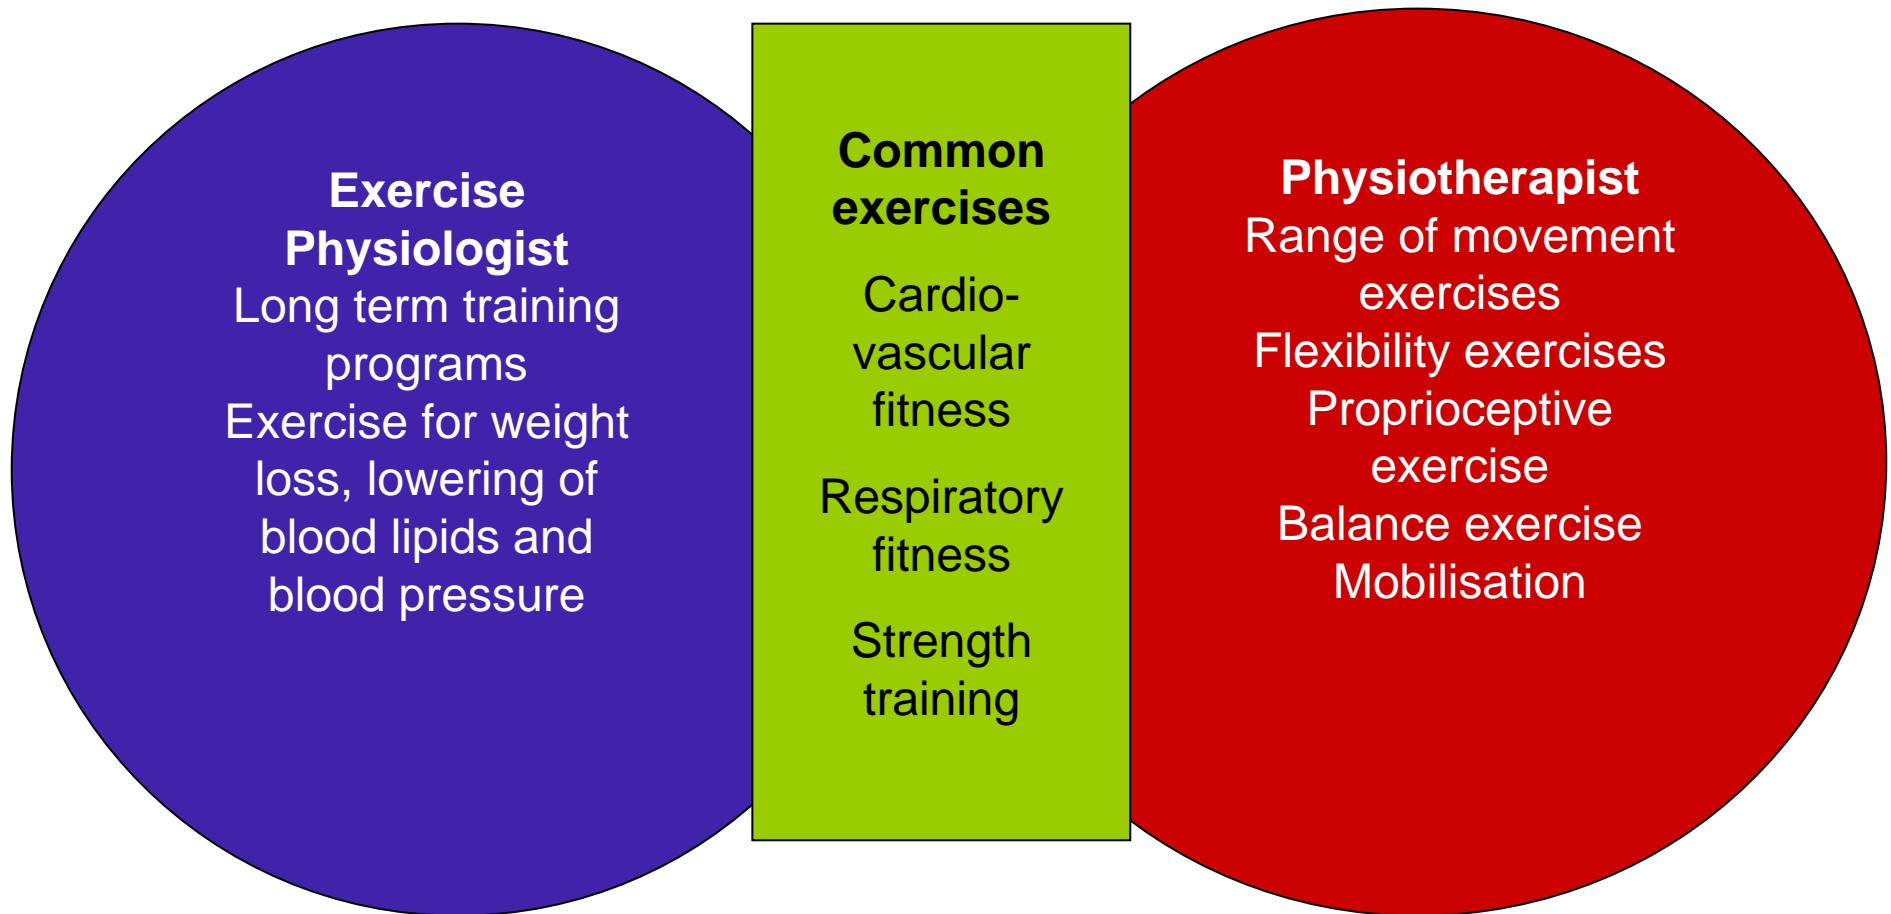 Exercise
Physiologist
Long term training
programs
Exercise for weight
loss, lowering of
blood lipids and
blood pressure
Common
exercises
Cardio-
vascular
fitness
Respiratory
fitness
Strength
training
Physiotherapist
Range of movement
exercises
Flexibility exercises
Proprioceptive
exercise
Balance exercise
Mobilisation